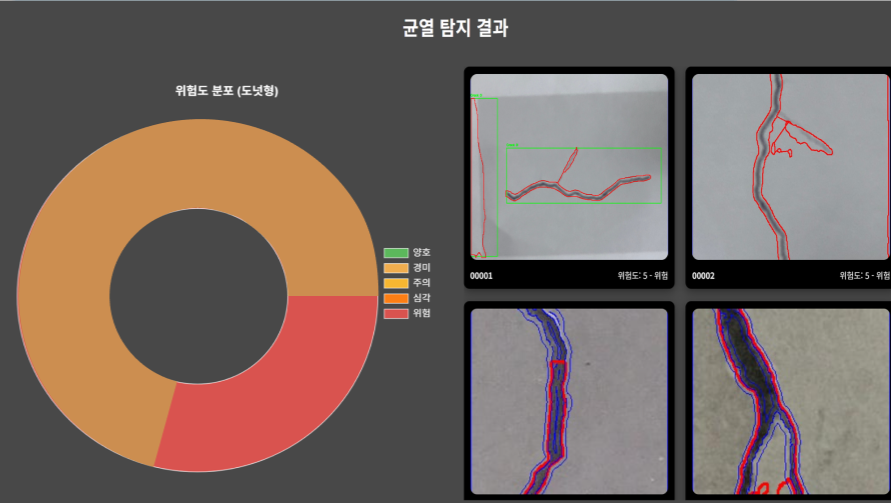 균열 탐지 결과
위험도 분포 (도넛형)
양호
경미
주의
심각
위험
00001
위험도: 5 - 위험
00002
위험도: 5 - 위험